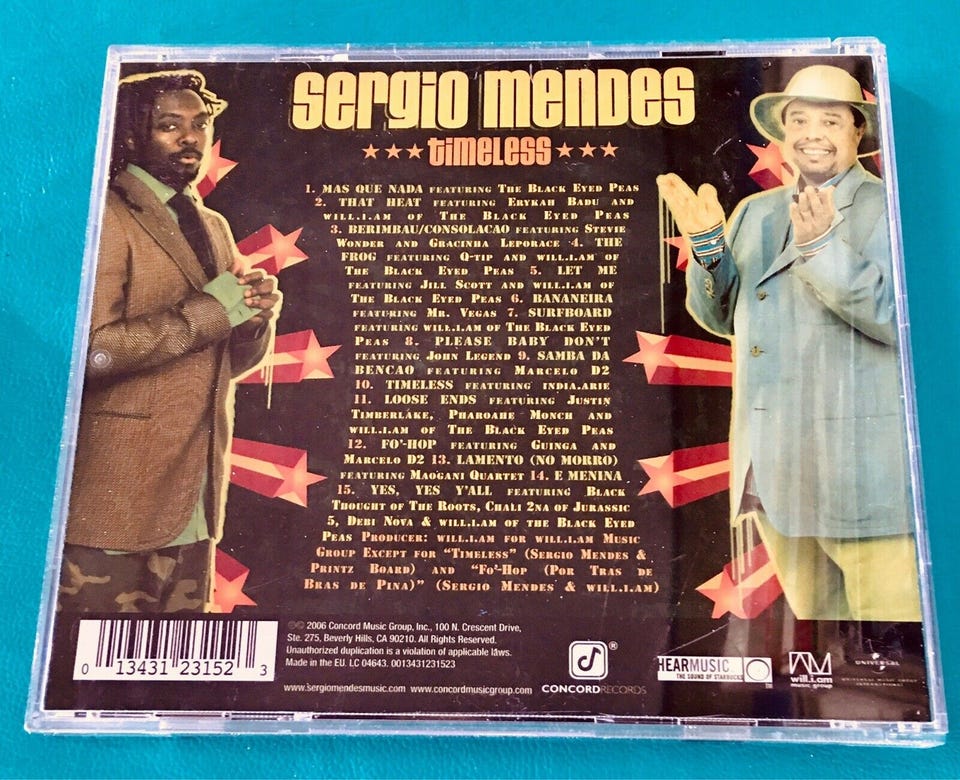 sergio mendes
timeless
1. MAS QUE NADA FEATURING THE BLACK EYED PEAS
2. THAT HEAT FEATURING ERYKAH BADU AND
WILL.I.AM OF THE BLACK EYED PEAS
3. BERIMBAU/CONSOLACAO FEATURING STEVIE
WONDER AND GRACINHA LEPORACE 4. THE
FROG FEATURING Q-TIP AND WILL.I.AM OF
THE BLACK EYED PEAS 5. LET ME
FEATURING JILL SCOTT AND WILL.I.AM OF
THE BLACK EYED PEAS 6. BANANEIRA
FEATURING MR. VEGAS 7. SURFBOARD
FEATURING WILL.I.AM OF THE BLACK EYED
PEAS 8. PLEASE BABY DON'T
FEATURING JOHN LEGEND 9. SAMBA DA
BENCAO FEATURING MARCELO D2
10. TIMELESS FEATURING INDIA.ARIE
11. LOOSE ENDS FEATURING JUSTIN
TIMBERLAKE, PHAROAHE MONCH AND
WILL.I.AM OF THE BLACK EYED PEAS
12. FO'-HOP FEATURING GUINGA AND
MARCELO D2 13. LAMENTO (NO MORRO)
FEATURING MAOGANI QUARTET 14. E MENINA
15. YES, YES Y'ALL FEATURING BLACK
THOUGHT OF THE ROOTS, CHALI 2NA OF JURASSIC
5, DEBI NOVA & WILL.I.AM OF THE BLACK EYED
PEAS PRODUCER: WILL.I.AM FOR WILL.I.AM MUSIC
GROUP EXCEPT FOR "TIMELESS" (SERGIO MENDES &
PRINTZ BOARD) AND "FO'-HOP (POR TRAS DE
BRAS DE PINA)" (SERGIO MENDES & WILL.I.AM)
℗© 2006 Concord Music Group, Inc., 100 N. Crescent Drive,
Ste. 275, Beverly Hills, CA 90210. All Rights Reserved.
Unauthorized duplication is a violation of applicable laws.
Made in the EU. LC 04643. 0013431231523
www.sergiomendesmusic.com www.concordmusicgroup.com
0 13431 23152 3
CONCORD RECORDS
HEARMUSIC
THE SOUND OF STARBUCKS
will.i.am
music group
UNIVERSAL
UNIVERSAL MUSIC GROUP
INTERNATIONAL